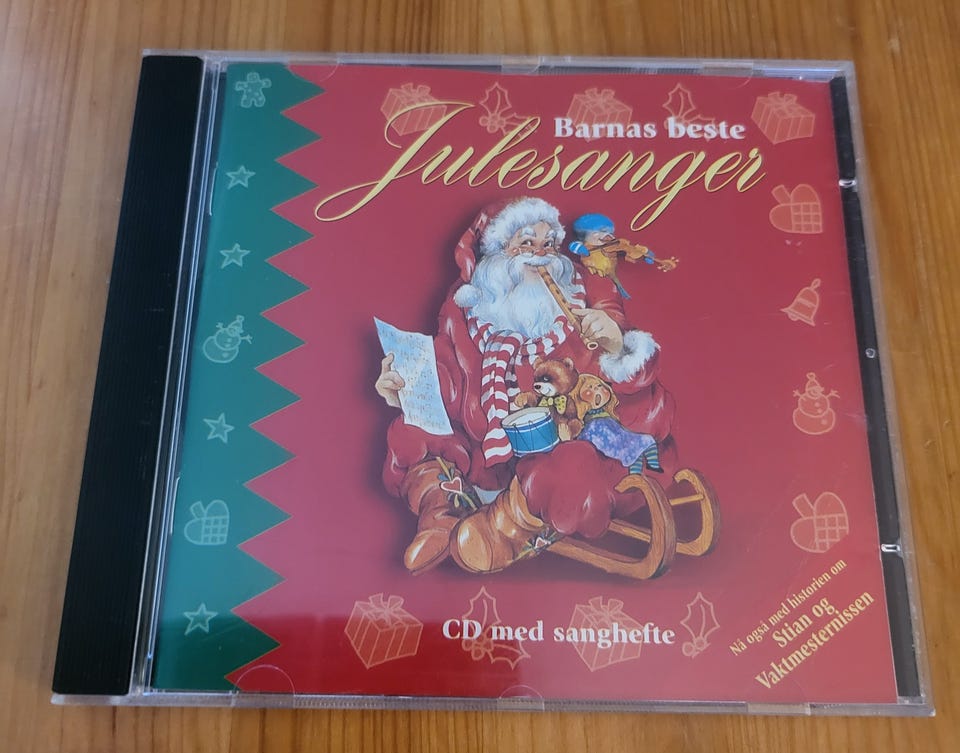 Barnas beste
Julesanger
CD med sanghefte
Nå også med historien om
Stian og
Vaktmesternissen